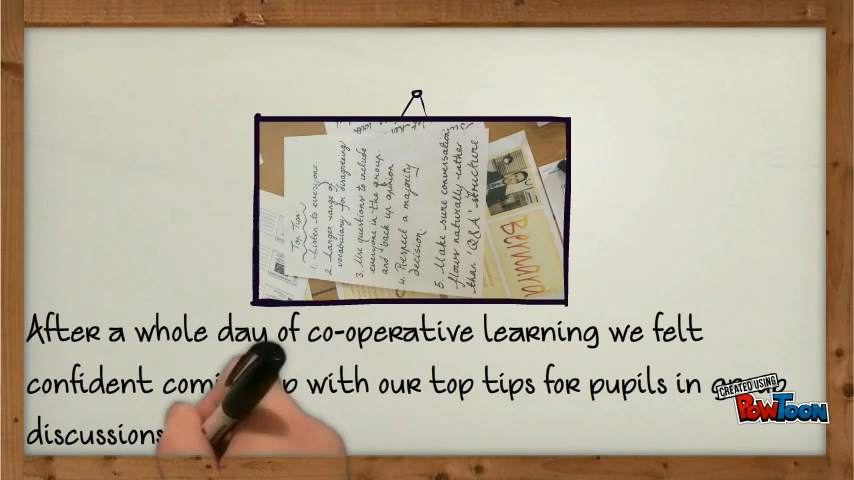 Top Tips
1. Listen to everyone
2. Larger range of
vocabulary for disagreeing
3. Use questions to include
everyone in the group
and back up opinion
4. Respect a majority
decision
5. Make sure conversation
flows naturally rather
than 'Q&A' structure
Bernard
After a whole day of co-operative learning we felt
confident with our top tips for pupils in
discussions
CREATED USING
POWTOON